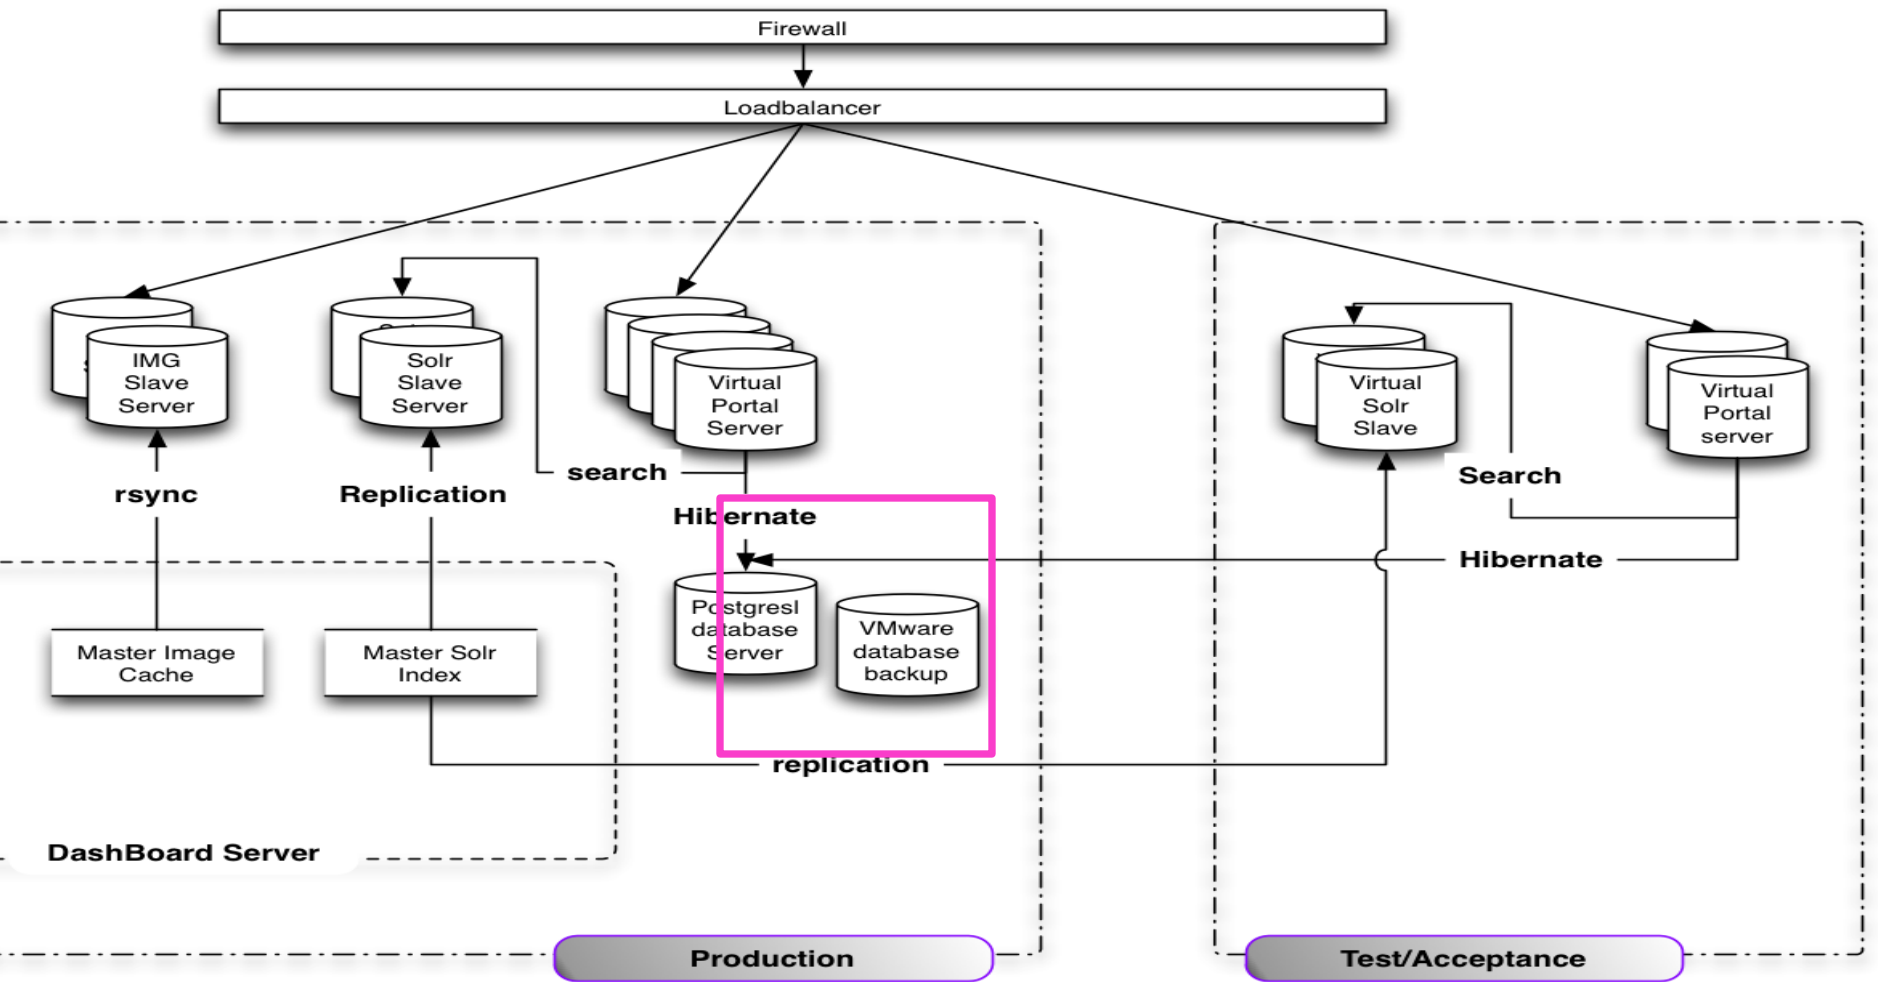 Firewall
Loadbalancer
IMG
Slave
Server
Solr
Slave
Server
Virtual
Portal
Server
Virtual
Solr
Slave
Virtual
Portal
server
search
Search
rsync
Replication
Hibernate
Hibernate
Postgresl
database
Server
VMware
database
backup
Master Image
Cache
Master Solr
Index
replication
DashBoard Server
Production
Test/Acceptance